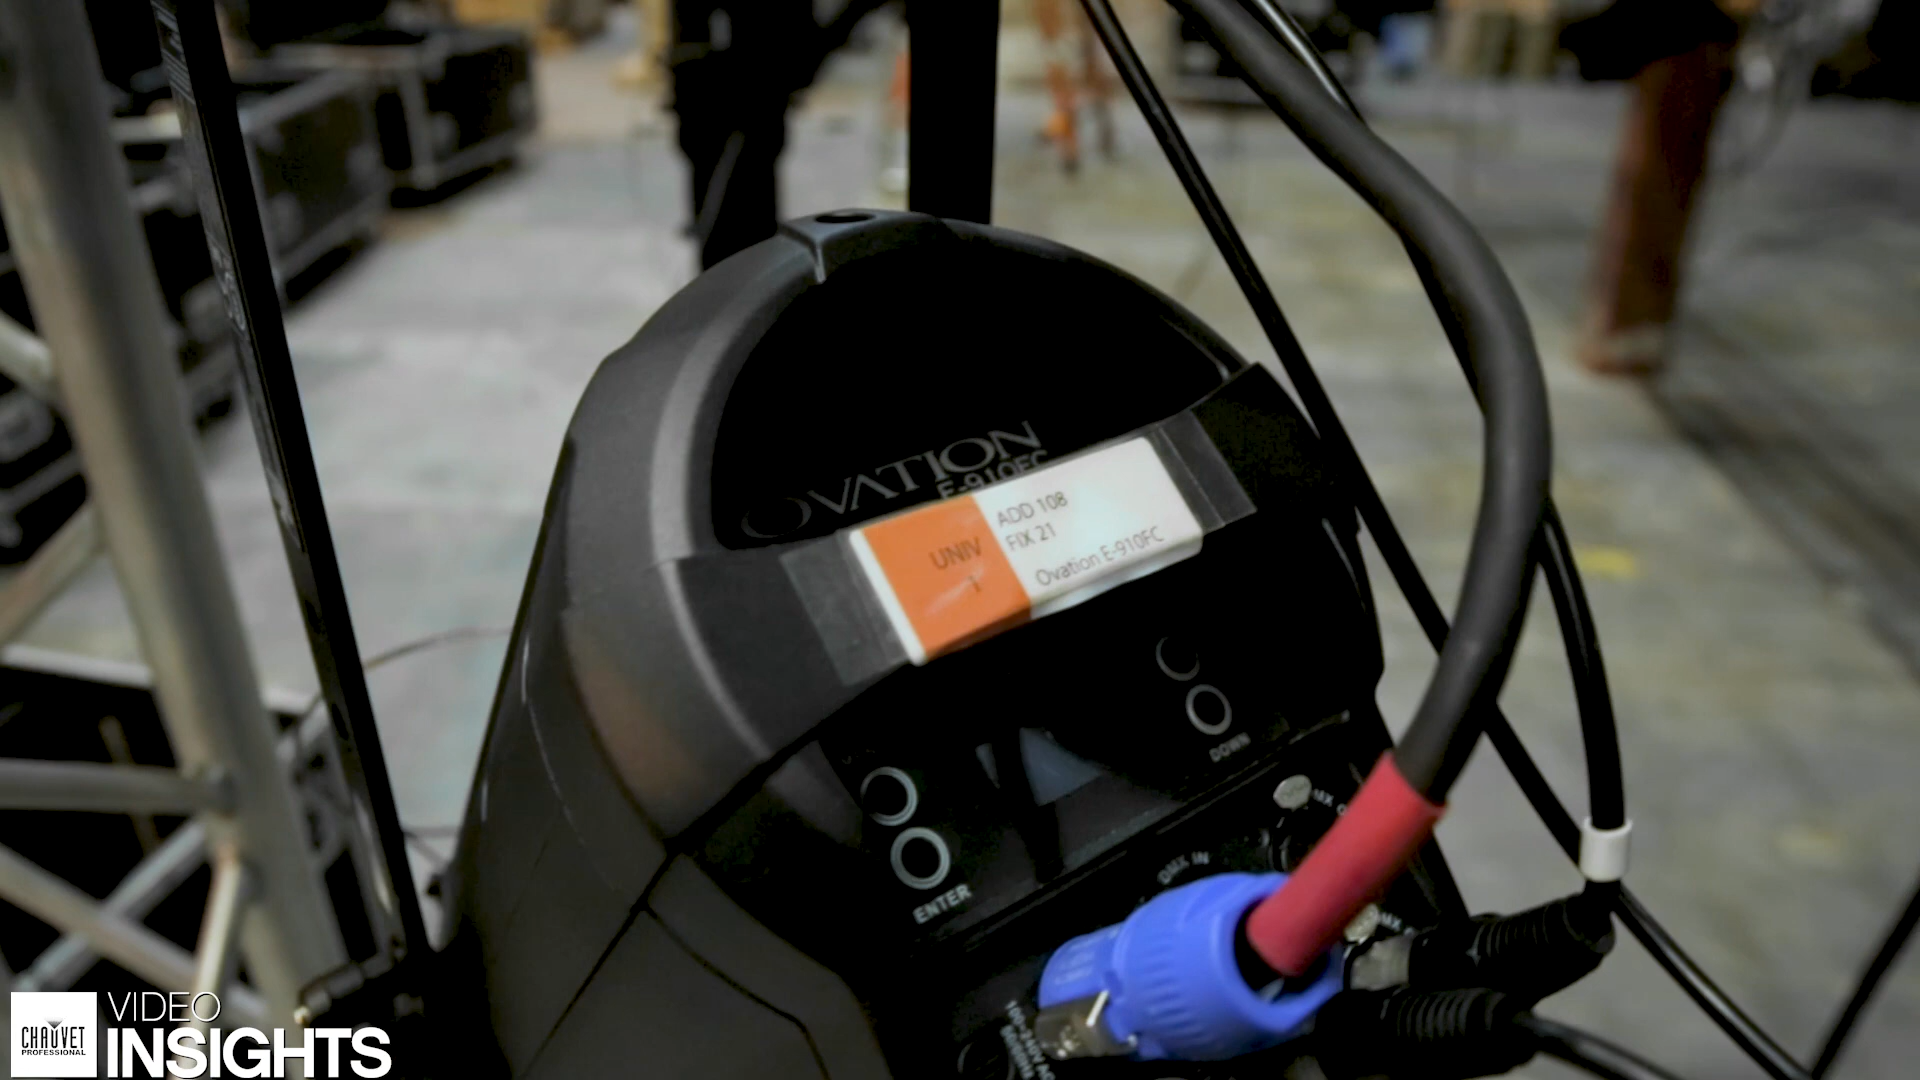 OVATION
E-910FC
UNIV
1
ADD 108
FIX 21
Ovation E-910FC
DOWN
ENTER
DMX IN
CHAUVET
PROFESSIONAL
VIDEO
INSIGHTS